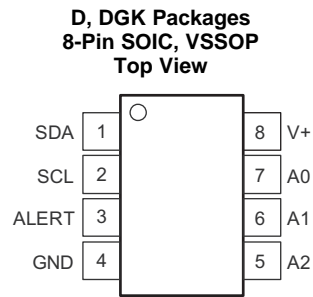 D, DGK Packages
8-Pin SOIC, VSSOP
Top View
SDA 1 8 V+
SCL 2 7 A0
ALERT 3 6 A1
GND 4 5 A2